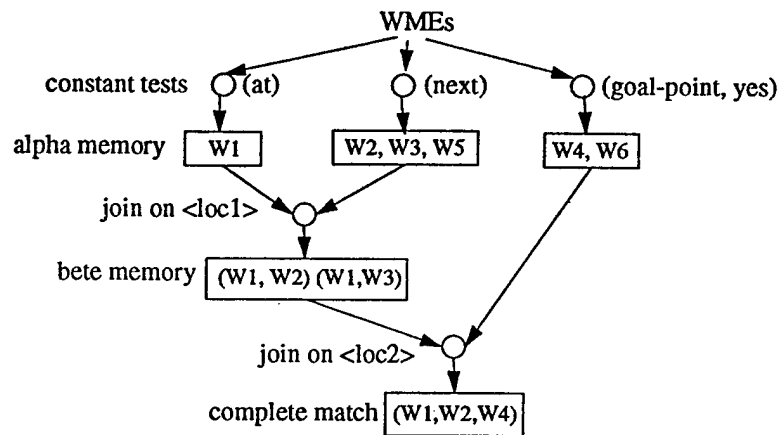 WMEs
constant tests (at) (next) (goal-point, yes)
alpha memory W1 W2, W3, W5 W4, W6
join on <loc1>
bete memory (W1, W2) (W1,W3)
join on <loc2>
complete match (W1,W2,W4)